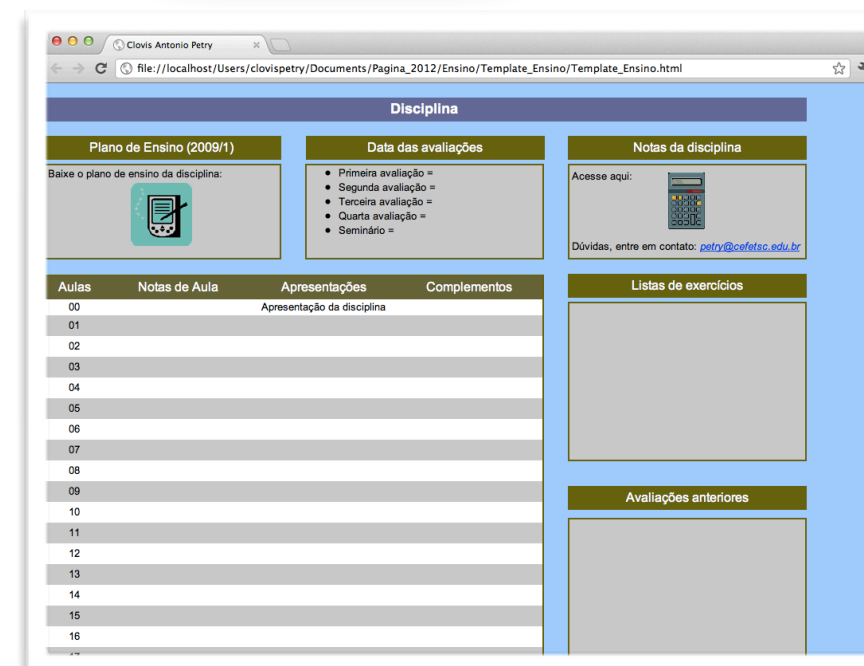 Clovis Antonio Petry
file://localhost/Users/clovispetry/Documents/Pagina_2012/Ensino/Template_Ensino/Template_Ensino.html
Disciplina
Plano de Ensino (2009/1)
Baixe o plano de ensino da disciplina:
Data das avaliações
Primeira avaliação =
Segunda avaliação =
Terceira avaliação =
Quarta avaliação =
Seminário =
Notas da disciplina
Acesse aqui:
Dúvidas, entre em contato: petry@cefetsc.edu.br
Aulas Notas de Aula Apresentações Complementos
00 Apresentação da disciplina
01
02
03
04
05
06
07
08
09
10
11
12
13
14
15
16
Listas de exercícios
Avaliações anteriores